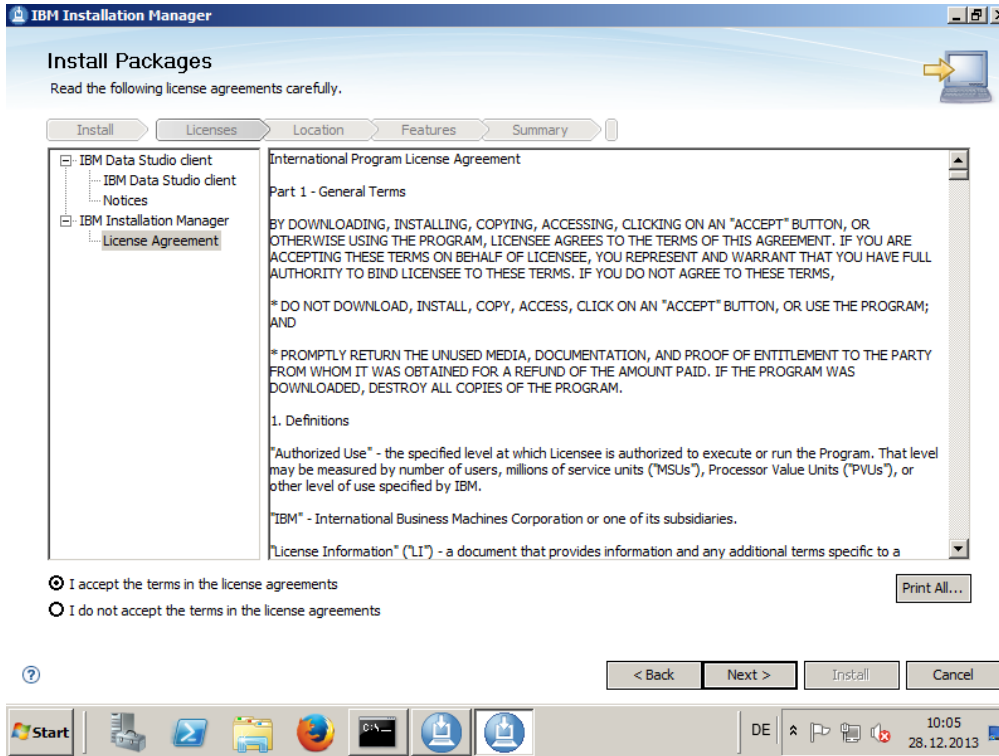 IBM Installation Manager
Install Packages
Read the following license agreements carefully.
Install
Licenses
Location
Features
Summary
IBM Data Studio client
IBM Data Studio client
Notices
IBM Installation Manager
License Agreement
International Program License Agreement
Part 1 - General Terms
BY DOWNLOADING, INSTALLING, COPYING, ACCESSING, CLICKING ON AN "ACCEPT" BUTTON, OR
OTHERWISE USING THE PROGRAM, LICENSEE AGREES TO THE TERMS OF THIS AGREEMENT. IF YOU ARE
ACCEPTING THESE TERMS ON BEHALF OF LICENSEE, YOU REPRESENT AND WARRANT THAT YOU HAVE FULL
AUTHORITY TO BIND LICENSEE TO THESE TERMS. IF YOU DO NOT AGREE TO THESE TERMS,
* DO NOT DOWNLOAD, INSTALL, COPY, ACCESS, CLICK ON AN "ACCEPT" BUTTON, OR USE THE PROGRAM;
AND
* PROMPTLY RETURN THE UNUSED MEDIA, DOCUMENTATION, AND PROOF OF ENTITLEMENT TO THE PARTY
FROM WHOM IT WAS OBTAINED FOR A REFUND OF THE AMOUNT PAID. IF THE PROGRAM WAS
DOWNLOADED, DESTROY ALL COPIES OF THE PROGRAM.
1. Definitions
"Authorized Use" - the specified level at which Licensee is authorized to execute or run the Program. That level
may be measured by number of users, millions of service units ("MSUs"), Processor Value Units ("PVUs"), or
other level of use specified by IBM.
"IBM" - International Business Machines Corporation or one of its subsidiaries.
"License Information" ("LI") - a document that provides information and any additional terms specific to a
I accept the terms in the license agreements
Print All...
I do not accept the terms in the license agreements
< Back
Next >
Install
Cancel
Start
C:\
DE
10:05
28.12.2013